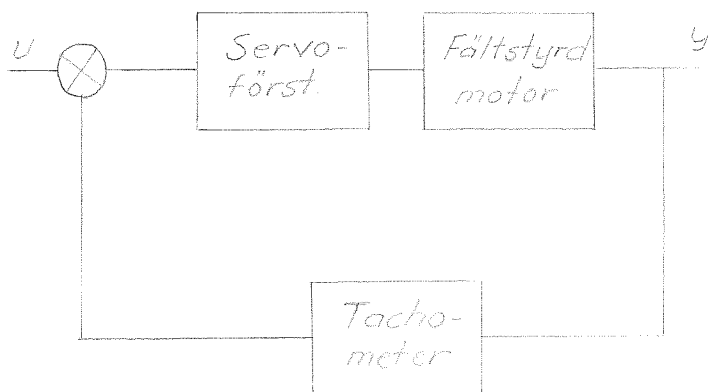 U
Servo-
först.
Fältstyrd
motor
y
Tacho-
meter